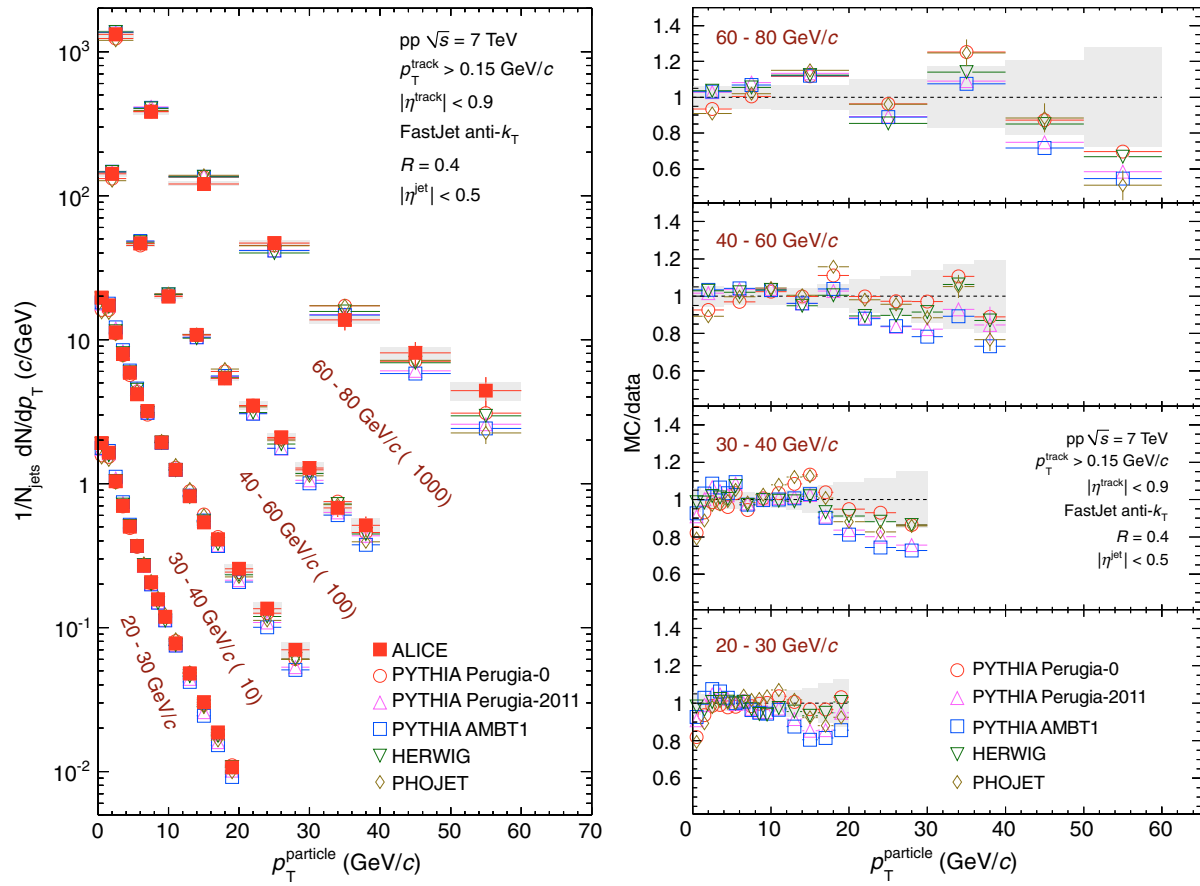 pp √s = 7 TeV
p_T^track > 0.15 GeV/c
|η^track| < 0.9
FastJet anti-k_T
R = 0.4
|η^jet| < 0.5
10³
10²
10
1
10⁻¹
10⁻²
1/N_jets dN/dp_T (c/GeV)
60 - 80 GeV/c ( 1000)
40 - 60 GeV/c ( 100)
30 - 40 GeV/c ( 10)
20 - 30 GeV/c
ALICE
PYTHIA Perugia-0
PYTHIA Perugia-2011
PYTHIA AMBT1
HERWIG
PHOJET
0 10 20 30 40 50 60 70
p_T^particle (GeV/c)
MC/data
60 - 80 GeV/c
1.4
1.2
1
0.8
0.6
40 - 60 GeV/c
1.4
1.2
1
0.8
0.6
30 - 40 GeV/c
1.4
1.2
1
0.8
0.6
pp √s = 7 TeV
p_T^track > 0.15 GeV/c
|η^track| < 0.9
FastJet anti-k_T
R = 0.4
|η^jet| < 0.5
20 - 30 GeV/c
1.4
1.2
1
0.8
0.6
PYTHIA Perugia-0
PYTHIA Perugia-2011
PYTHIA AMBT1
HERWIG
PHOJET
0 10 20 30 40 50 60
p_T^particle (GeV/c)